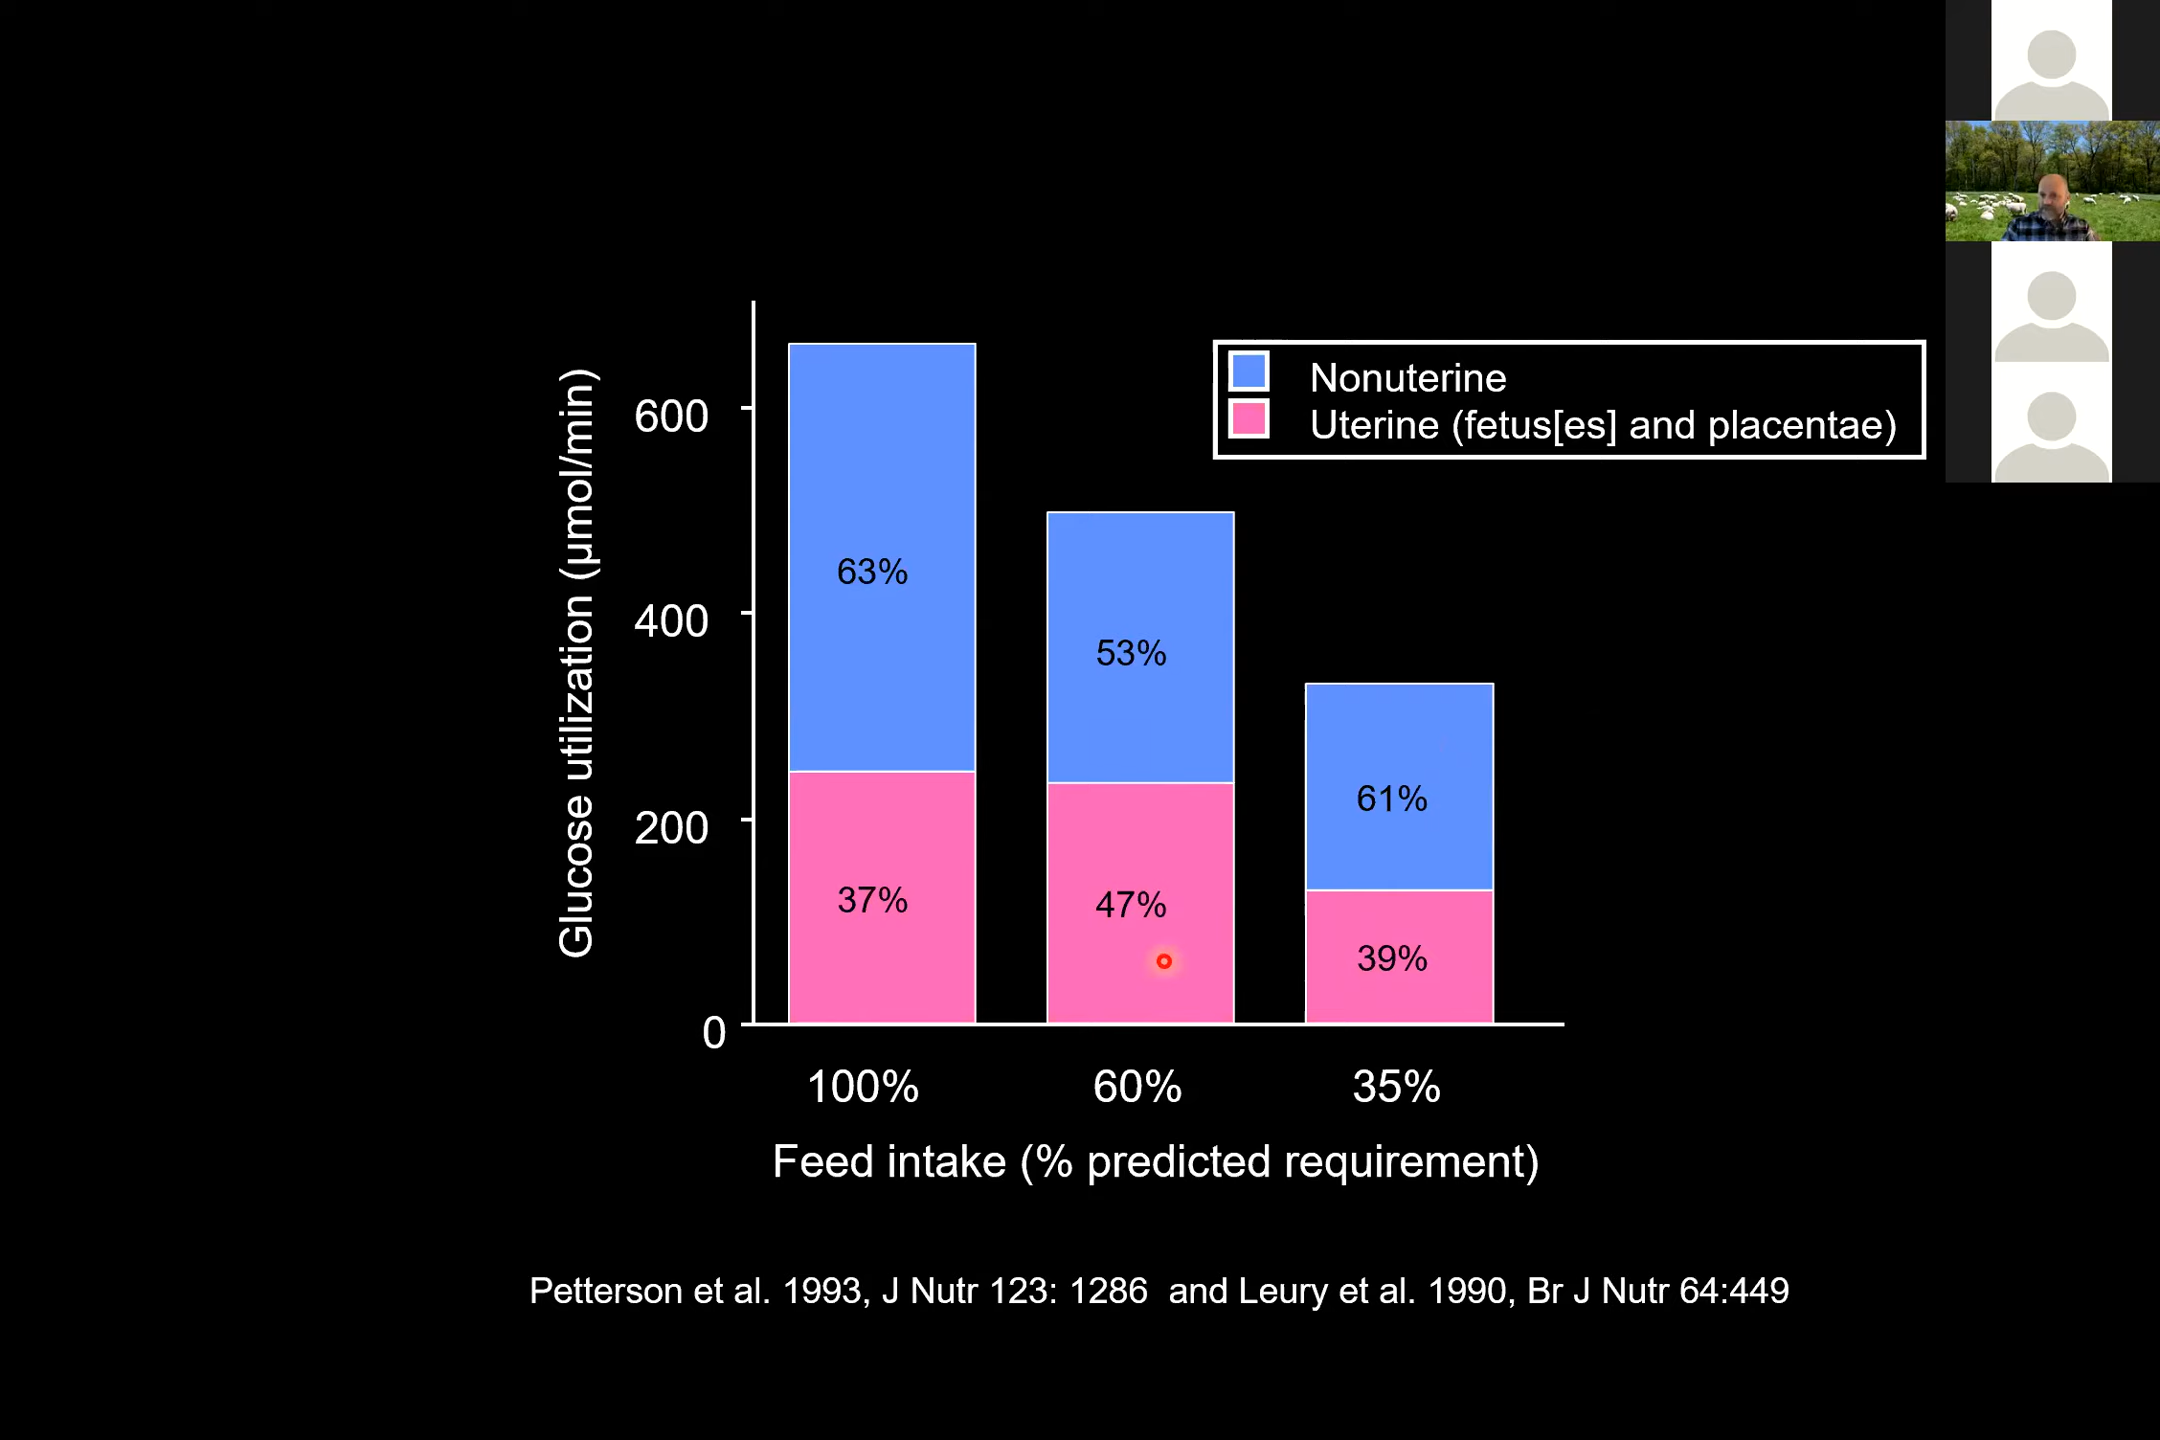 Nonuterine
Uterine (fetus[es] and placentae)
Glucose utilization (µmol/min)
600
400
200
0
63%
37%
53%
47%
61%
39%
100%
60%
35%
Feed intake (% predicted requirement)
Petterson et al. 1993, J Nutr 123: 1286  and Leury et al. 1990, Br J Nutr 64:449